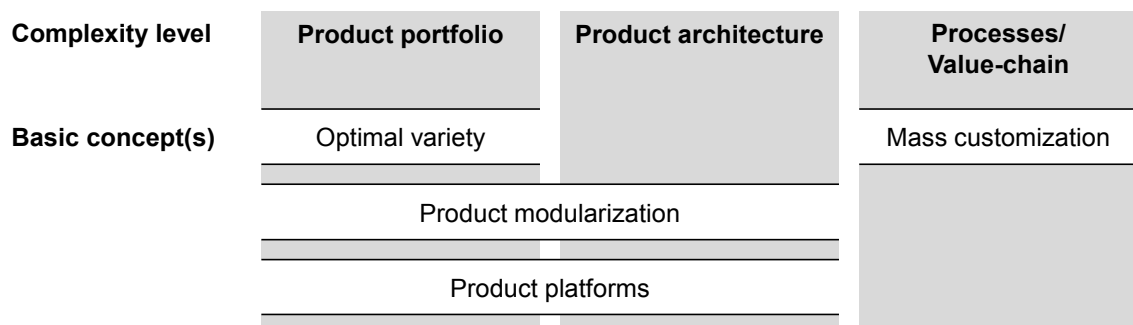 Complexity level
Product portfolio
Product architecture
Processes/
Value-chain
Basic concept(s)
Optimal variety
Mass customization
Product modularization
Product platforms